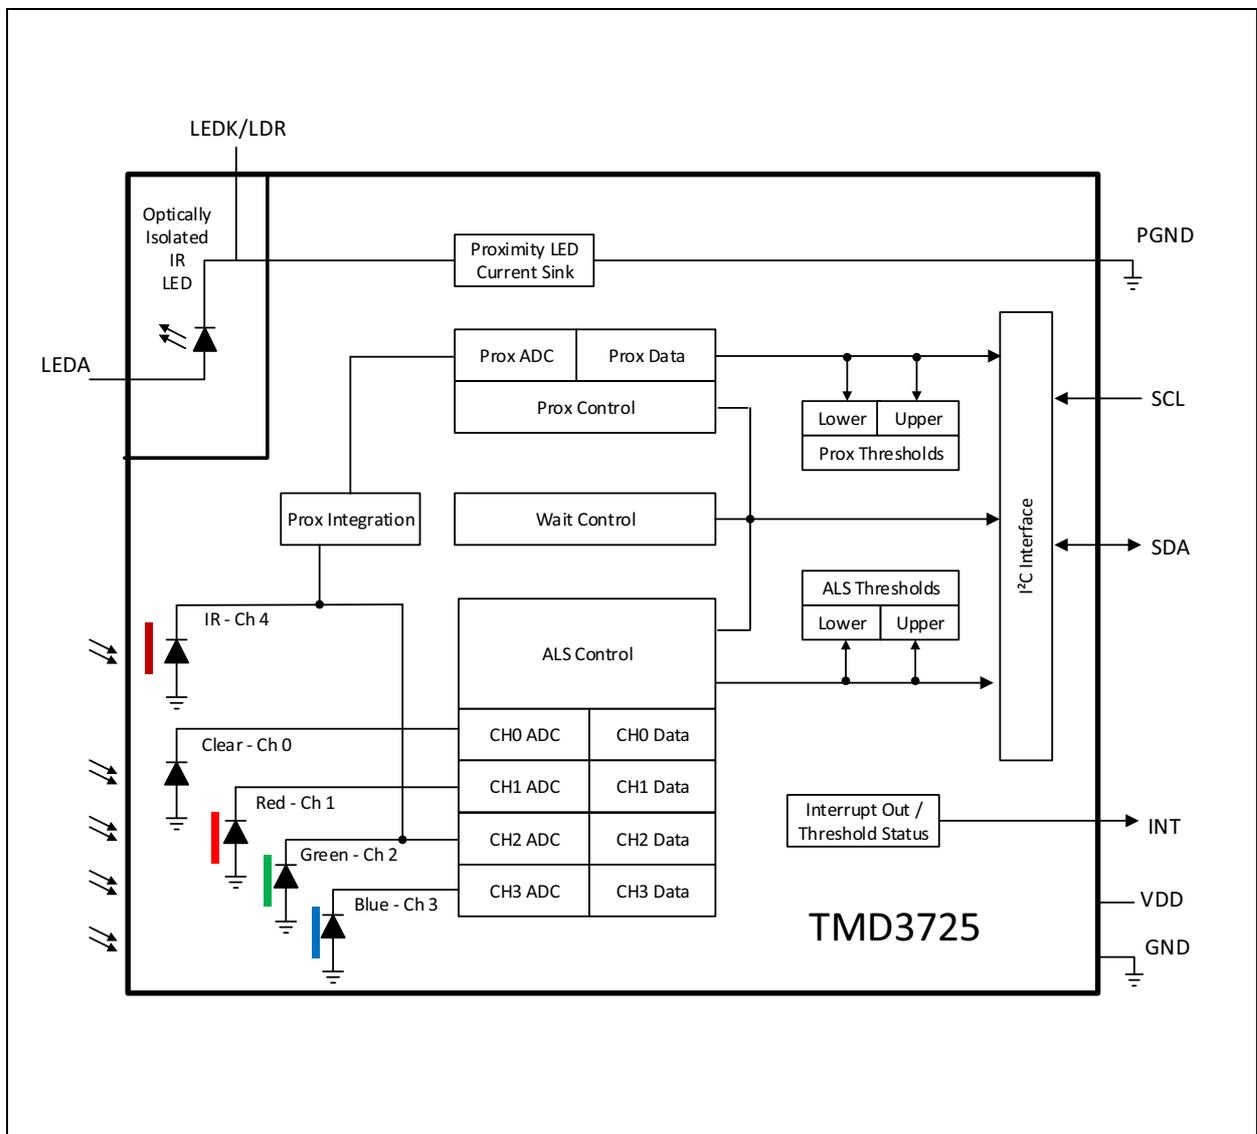 LEDK/LDR
Optically
Isolated
IR
LED
Proximity LED
Current Sink
PGND
LEDA
Prox ADC
Prox Data
Prox Control
Lower
Upper
Prox Thresholds
SCL
Prox Integration
Wait Control
I²C Interface
SDA
ALS Thresholds
Lower
Upper
IR - Ch 4
ALS Control
Clear - Ch 0
CH0 ADC
CH0 Data
Red - Ch 1
CH1 ADC
CH1 Data
Interrupt Out /
Threshold Status
INT
Green - Ch 2
CH2 ADC
CH2 Data
Blue - Ch 3
CH3 ADC
CH3 Data
VDD
TMD3725
GND